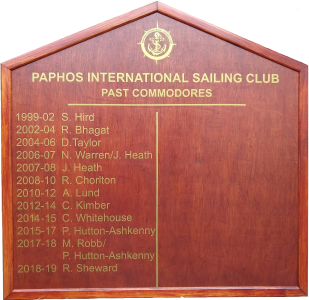 PAPHOS INTERNATIONAL SAILING CLUB
PAST COMMODORES
1999-02 S. Hird
2002-04 R. Bhagat
2004-06 D.Taylor
2006-07 N. Warren/J. Heath
2007-08 J. Heath
2008-10 R. Chorlton
2010-12 A. Lund
2012-14 C. Kimber
2014-15 C. Whitehouse
2015-17 P. Hutton-Ashkenny
2017-18 M. Robb/
P. Hutton-Ashkenny
2018-19 R. Sheward